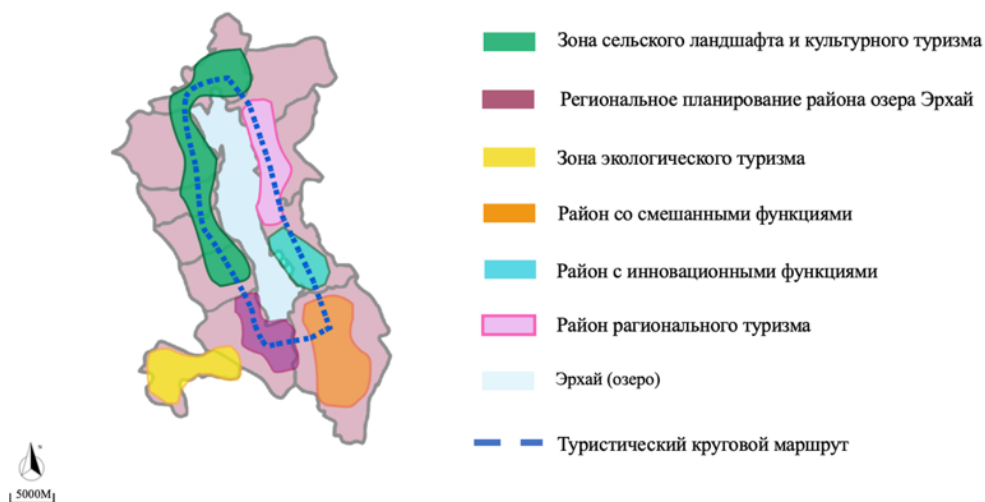 Зона сельского ландшафта и культурного туризма
Региональное планирование района озера Эрхай
Зона экологического туризма
Район со смешанными функциями
Район с инновационными функциями
Район рагионального туризма
Эрхай (озеро)
Туристический круговой маршрут
N
5000M